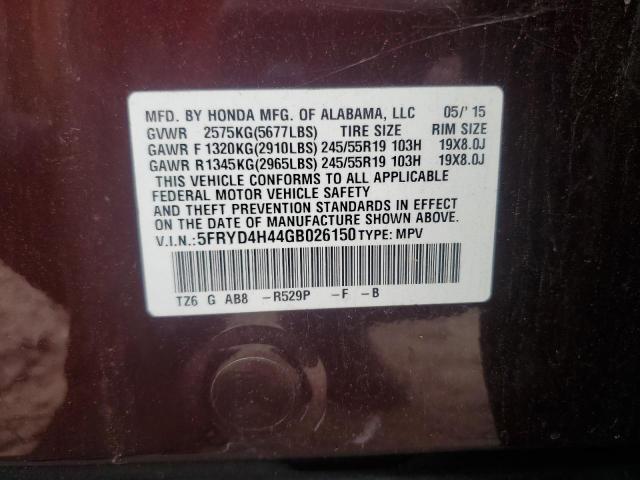 MFD. BY HONDA MFG. OF ALABAMA, LLC 05/'15
GVWR 2575KG(5677LBS) TIRE SIZE RIM SIZE
GAWR F 1320KG(2910LBS) 245/55R19 103H 19X8.0J
GAWR R1345KG(2965LBS) 245/55R19 103H 19X8.0J
THIS VEHICLE CONFORMS TO ALL APPLICABLE
FEDERAL MOTOR VEHICLE SAFETY
AND THEFT PREVENTION STANDARDS IN EFFECT
ON THE DATE OF MANUFACTURE SHOWN ABOVE.
V.I.N.:5FRYD4H44GB026150 TYPE: MPV
TZ6 G AB8 -R529P -F -B